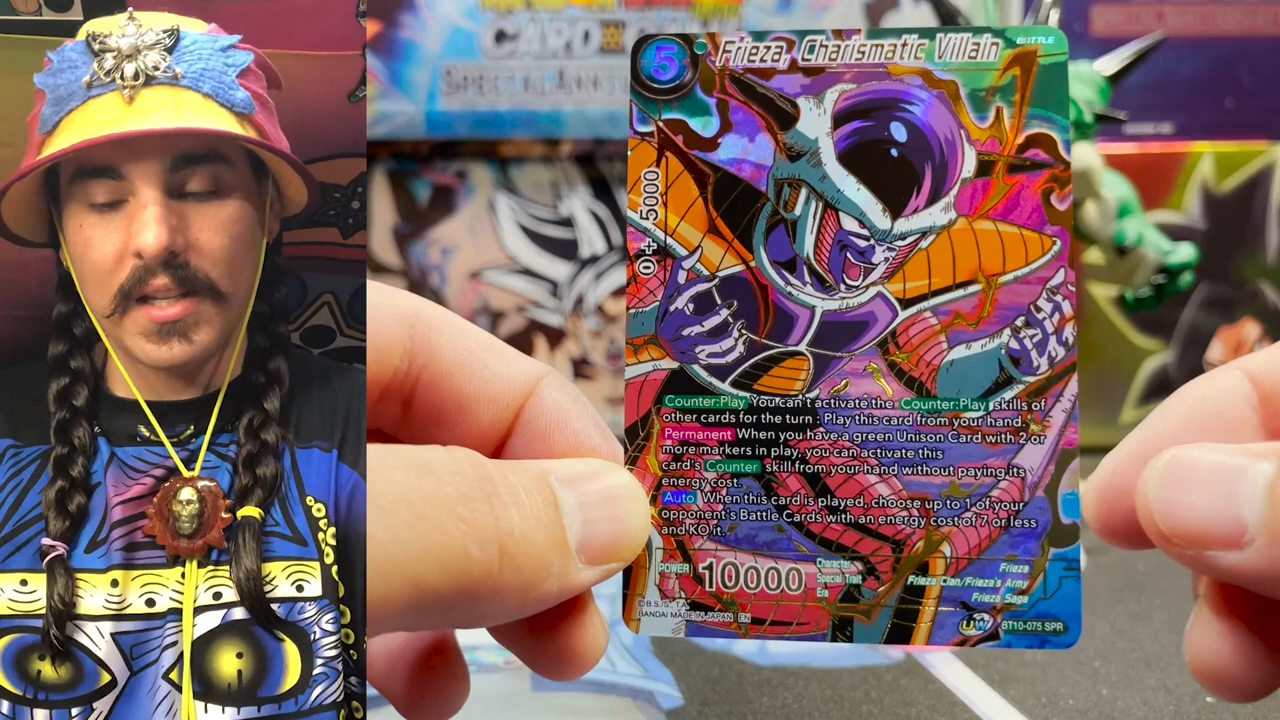 CARD GAME
SPECIAL ANNI
5
Frieza, Charismatic Villain
BATTLE
0+ 5000
Counter:Play You can't activate the Counter:Play skills of
other cards for the turn : Play this card from your hand.
Permanent When you have a green Unison Card with 2 or
more markers in play, you can activate this
card's Counter skill from your hand without paying its
energy cost.
Auto When this card is played, choose up to 1 of your
opponent's Battle Cards with an energy cost of 7 or less
and KO it.
POWER 10000
Character Frieza
Special Trait Frieza Clan/Frieza's Army
Era Frieza Saga
©B.S./S., T.A.
BANDAI MADE IN JAPAN EN
UW BT10-075 SPR